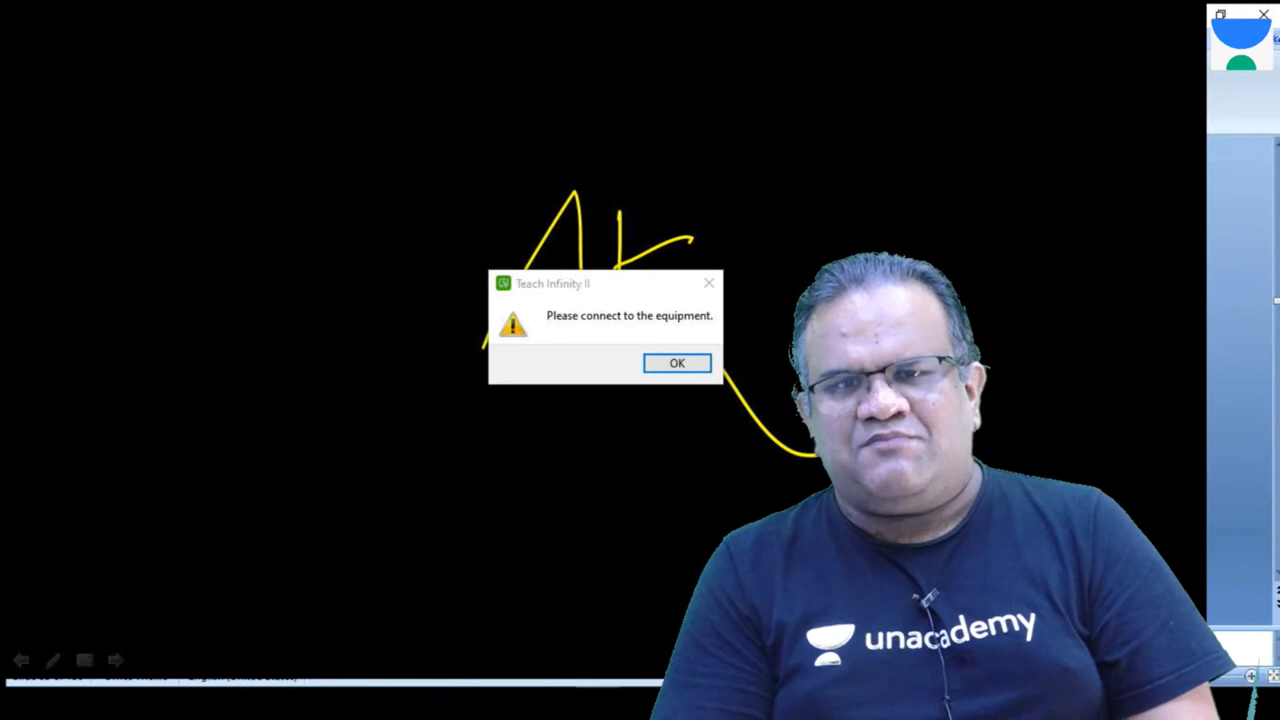 Teach Infinity II
Please connect to the equipment.
OK
unacademy